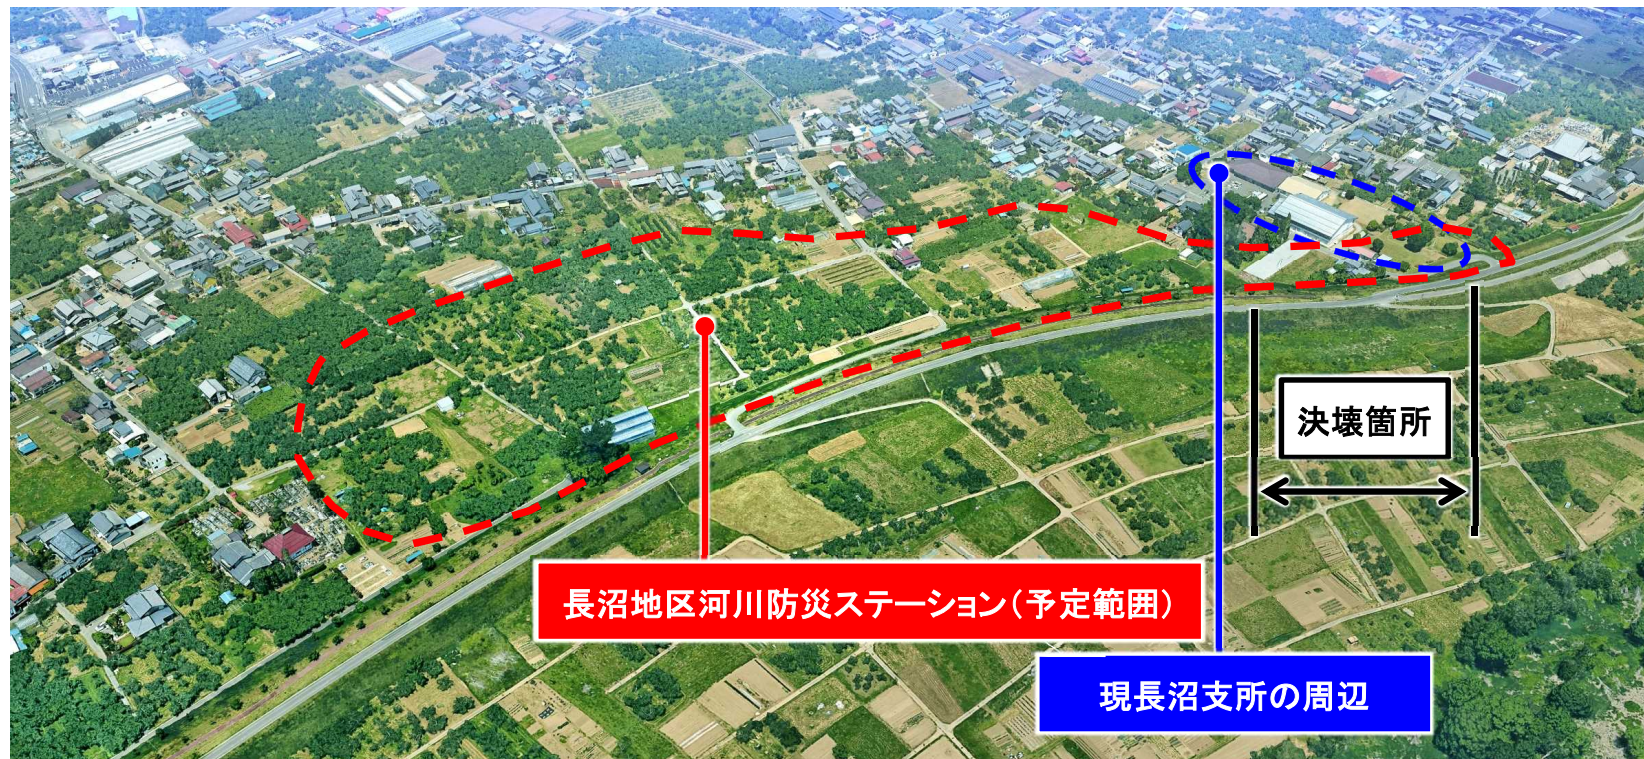 決壊箇所
長沼地区河川防災ステーション(予定範囲)
現長沼支所の周辺